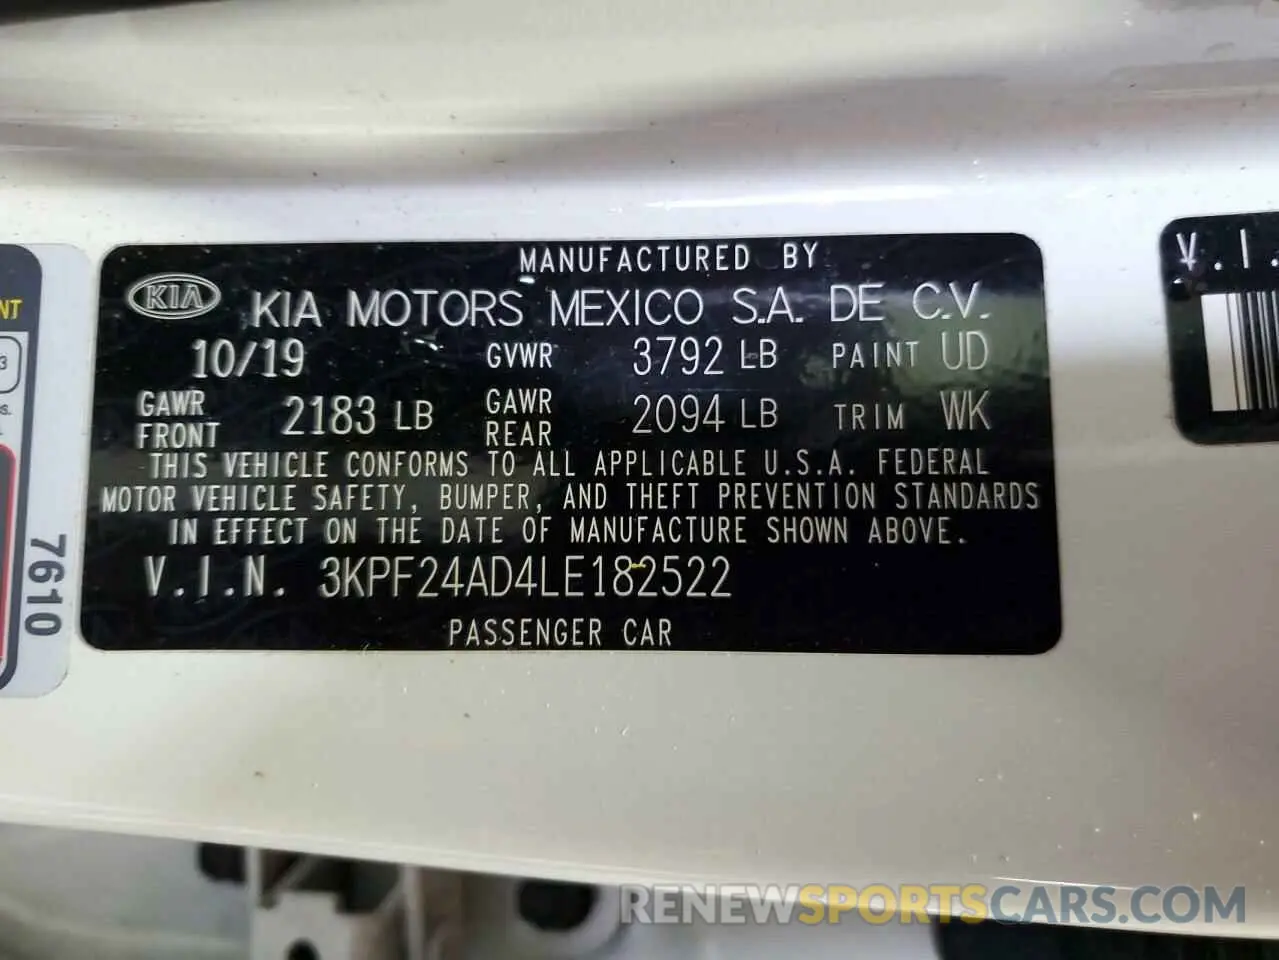 MANUFACTURED BY
KIA KIA MOTORS MEXICO S.A. DE C.V.
10/19 GVWR 3792 LB PAINT UD
GAWR FRONT 2183 LB GAWR REAR 2094 LB TRIM WK
THIS VEHICLE CONFORMS TO ALL APPLICABLE U.S.A. FEDERAL
MOTOR VEHICLE SAFETY, BUMPER, AND THEFT PREVENTION STANDARDS
IN EFFECT ON THE DATE OF MANUFACTURE SHOWN ABOVE.
V.I.N. 3KPF24AD4LE182522
PASSENGER CAR
7610
V.I.
RENEWSPORTSCARS.COM